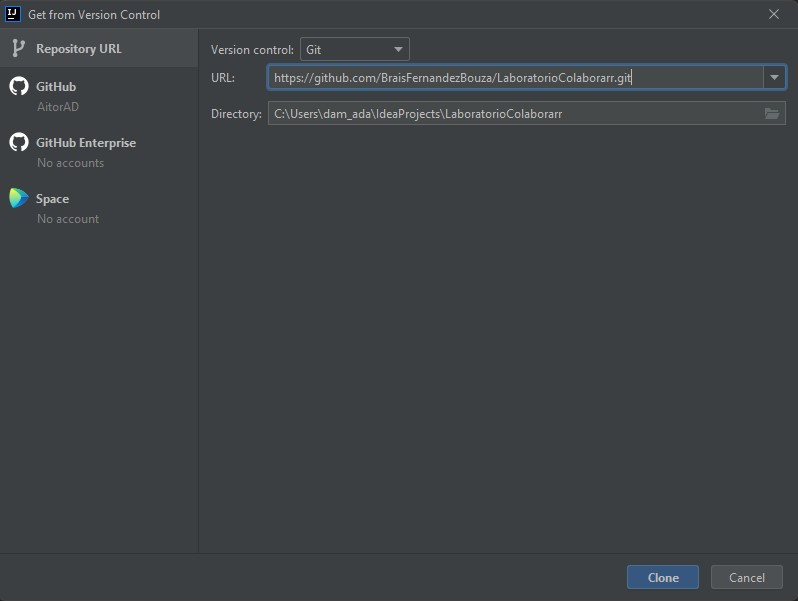 IJ
Get from Version Control
Repository URL
GitHub
AitorAD
GitHub Enterprise
No accounts
Space
No account
Version control: Git
URL: https://github.com/BraisFernandezBouza/LaboratorioColaborarr.git
Directory: C:\Users\dam_ada\IdeaProjects\LaboratorioColaborarr
Clone Cancel